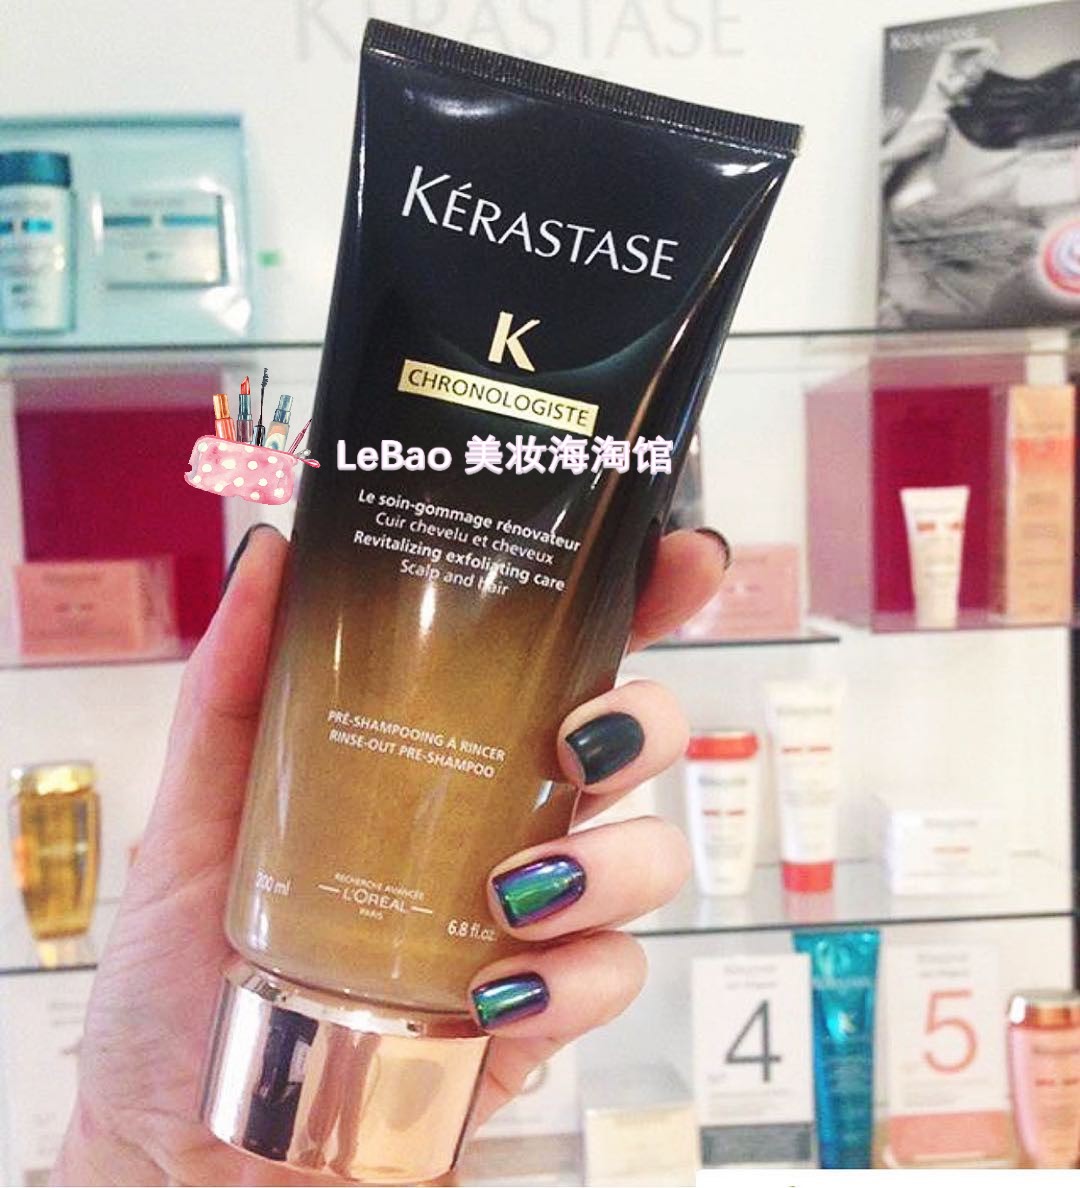 KÉRASTASE
KÉRASTASE
KÉRASTASE
K
CHRONOLOGISTE
LeBao 美妆海淘馆
Le soin-gommage rénovateur
Cuir chevelu et cheveux
Revitalizing exfoliating care
Scalp and hair
PRÉ-SHAMPOOING À RINCER
RINSE-OUT PRE-SHAMPOO
200 ml
RECHERCHE AVANCÉE
L'ORÉAL
PARIS
6.8 fl.oz.
4
5